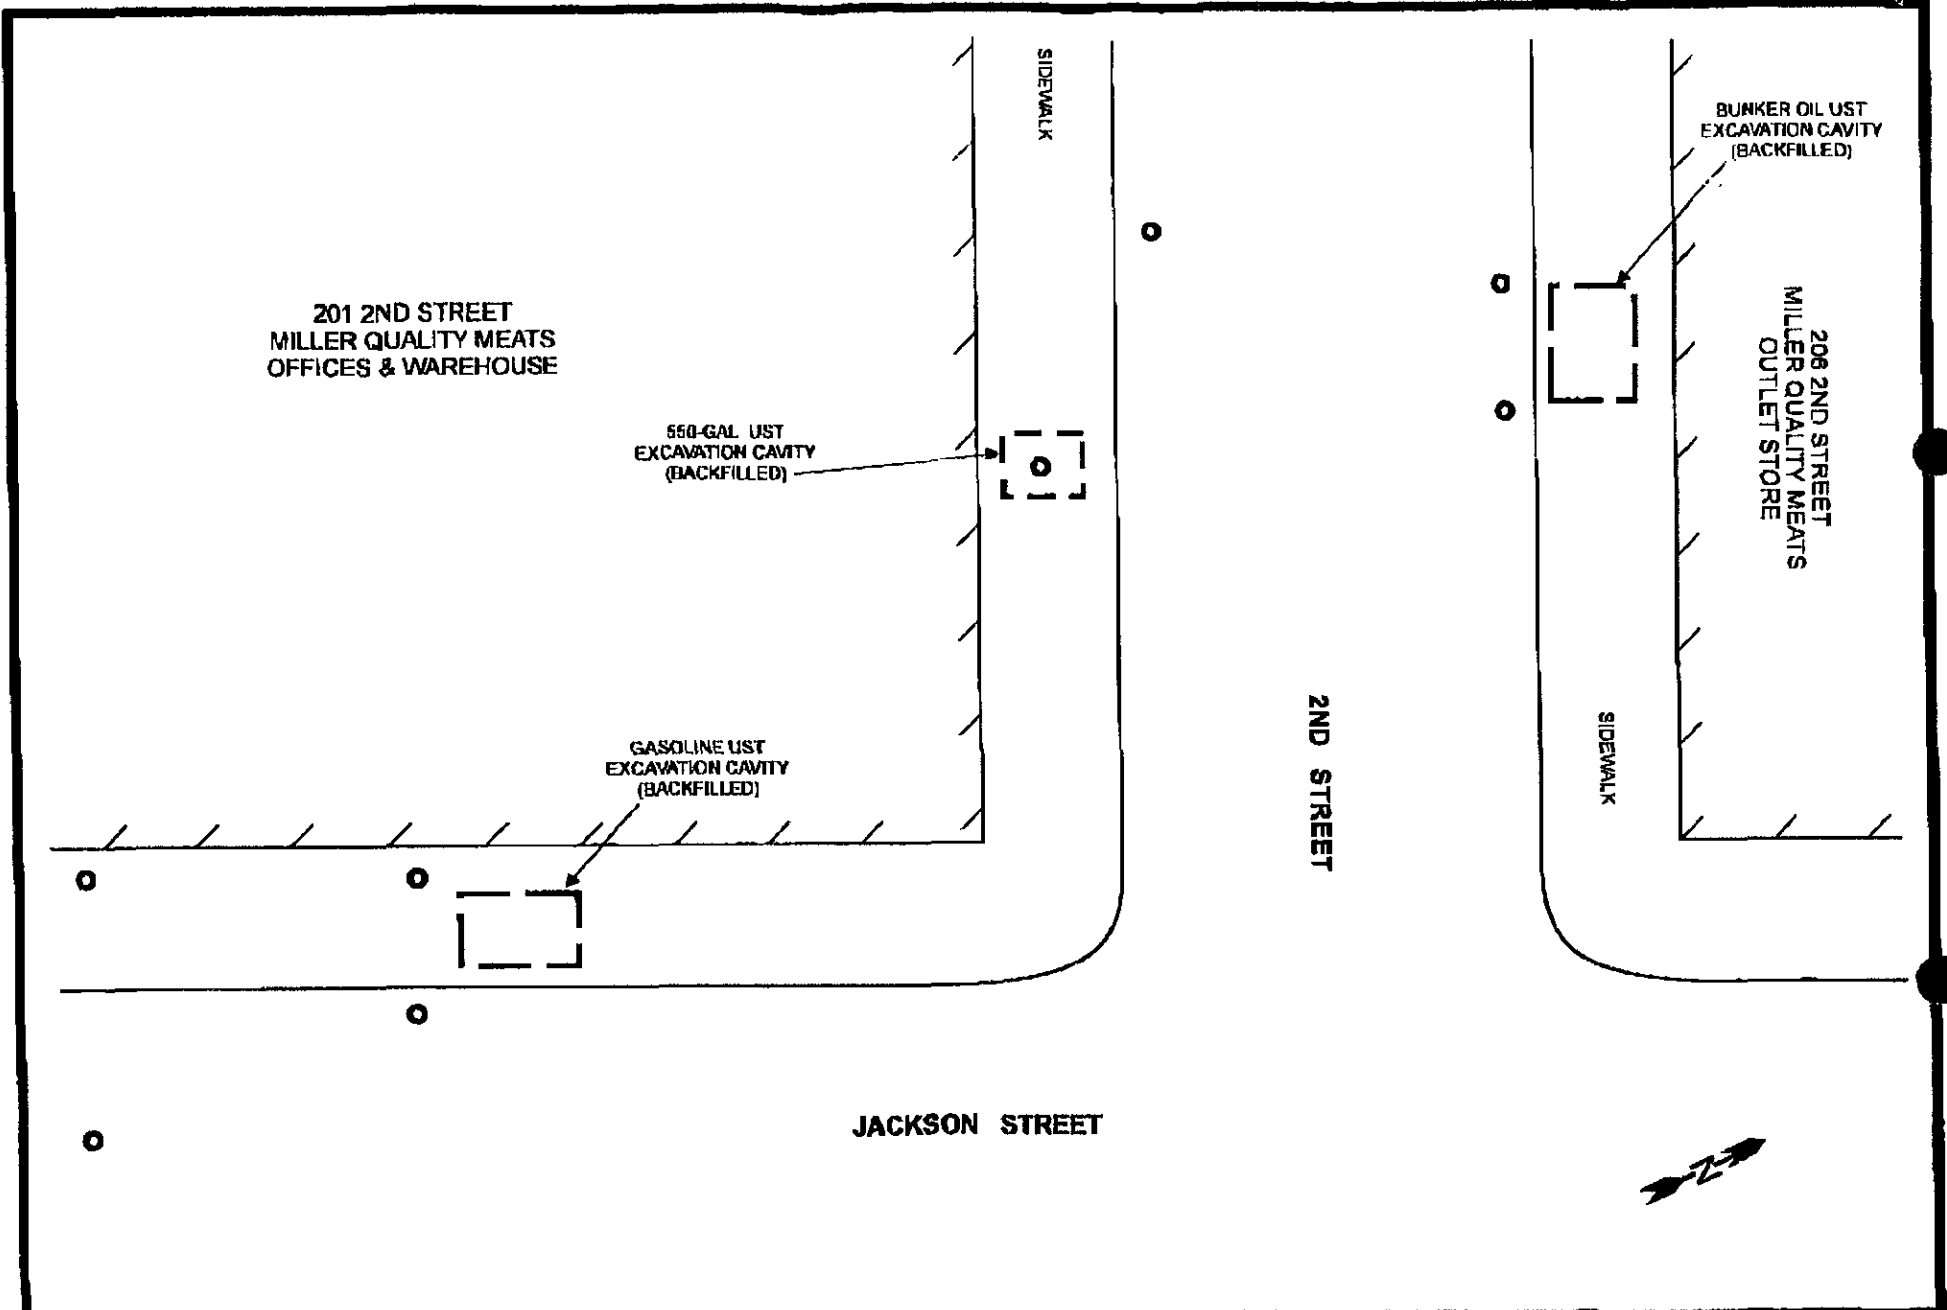 SIDEWALK
BUNKER OIL UST
EXCAVATION CAVITY
(BACKFILLED)
201 2ND STREET
MILLER QUALITY MEATS
OFFICES & WAREHOUSE
206 2ND STREET
MILLER QUALITY MEATS
OUTLET STORE
550-GAL UST
EXCAVATION CAVITY
(BACKFILLED)
2ND STREET
SIDEWALK
GASOLINE UST
EXCAVATION CAVITY
(BACKFILLED)
JACKSON STREET
N